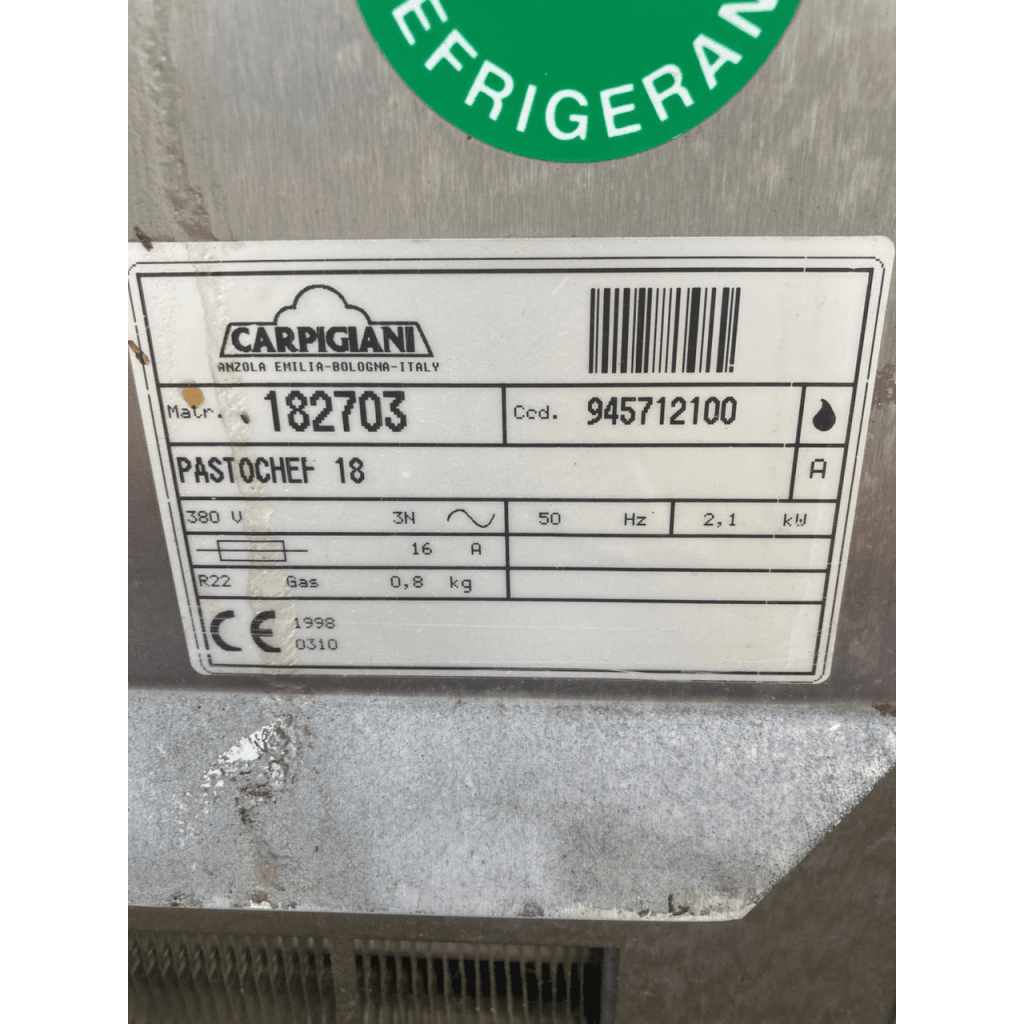 EFRIGERAN
CARPIGIANI
ANZOLA EMILIA-BOLOGNA-ITALY
Matr. 182703 Cod. 945712100
PASTOCHEF 18 A
380 V 3N 50 Hz 2,1 kW
16 A
R22 Gas 0,8 kg
CE 1998
0310